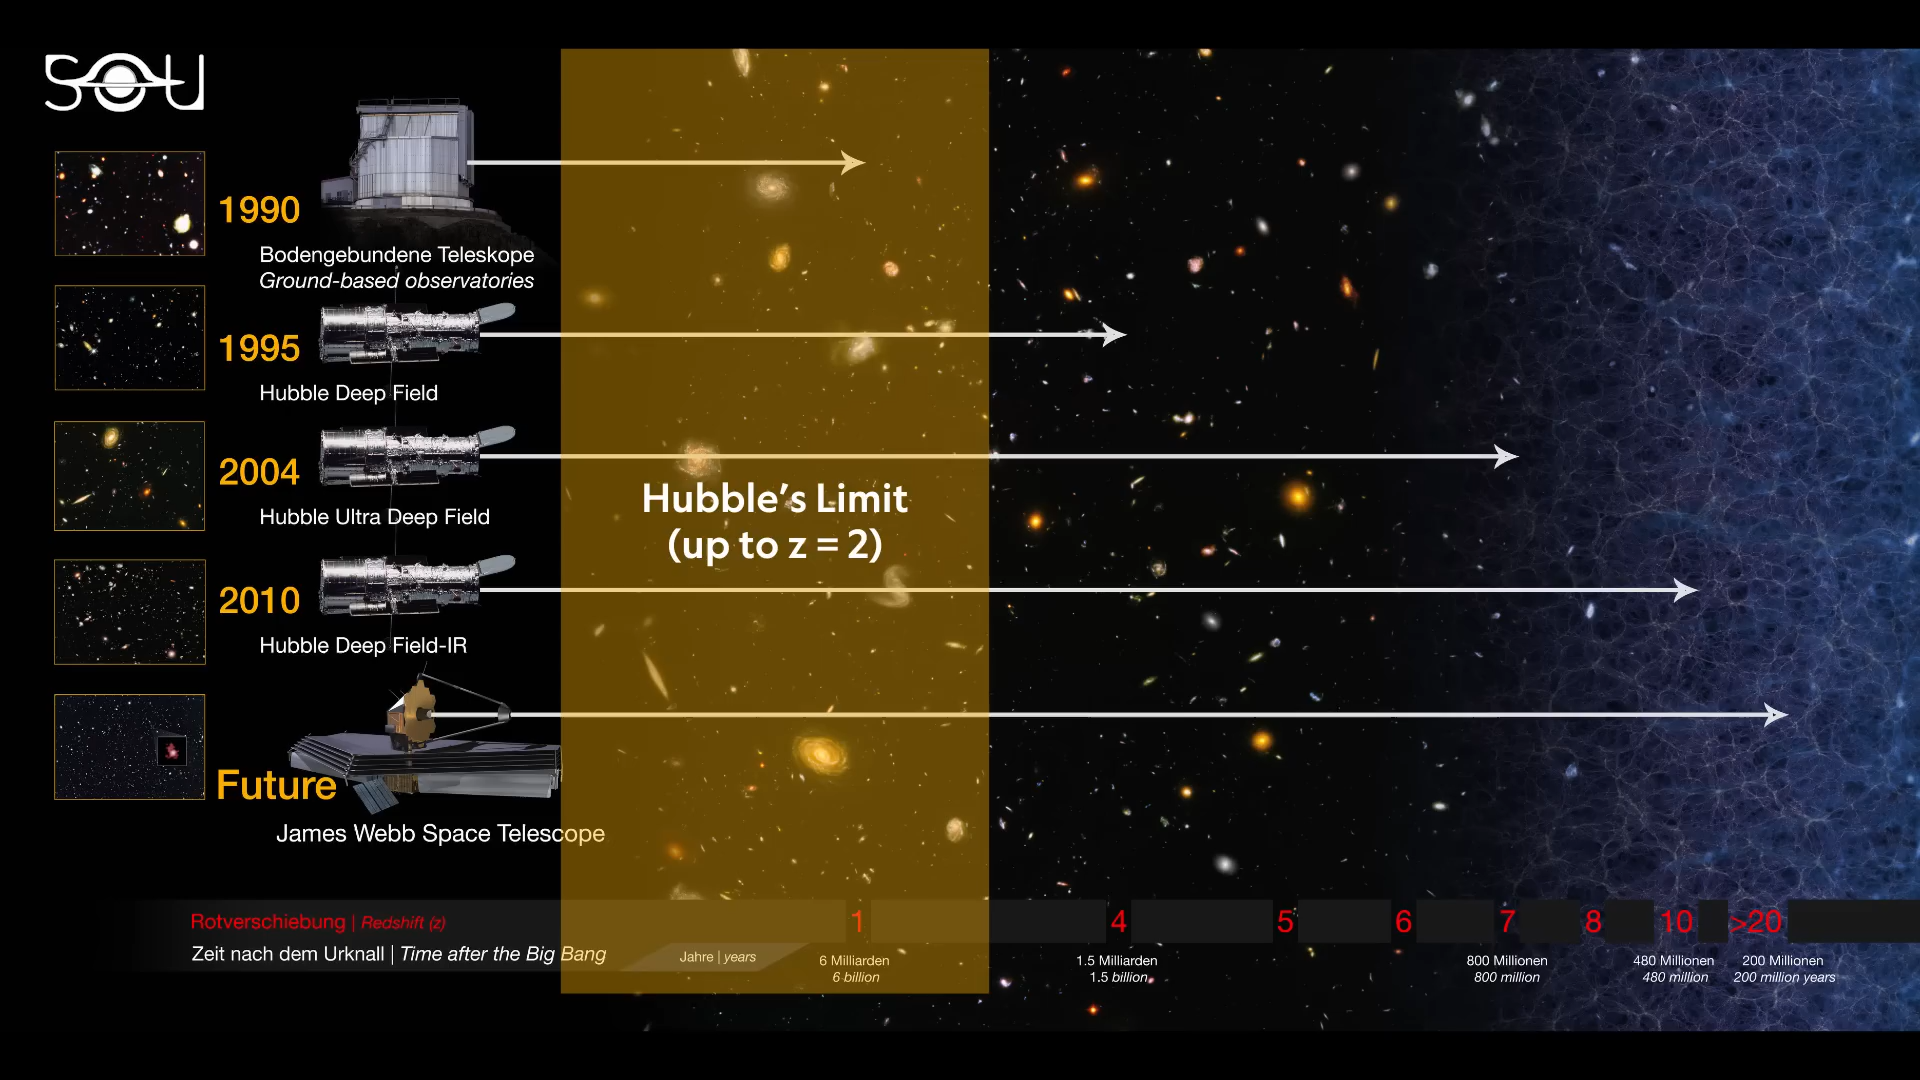 SOU
1990
Bodengebundene Teleskope
Ground-based observatories
1995
Hubble Deep Field
2004
Hubble Ultra Deep Field
Hubble's Limit
(up to z = 2)
2010
Hubble Deep Field-IR
Future
James Webb Space Telescope
Rotverschiebung | Redshift (z)
1 4 5 6 7 8 10 >20
Zeit nach dem Urknall | Time after the Big Bang
Jahre | years
6 Milliarden
6 billion
1.5 Milliarden
1.5 billion
800 Millionen
800 million
480 Millionen
480 million
200 Millionen
200 million years